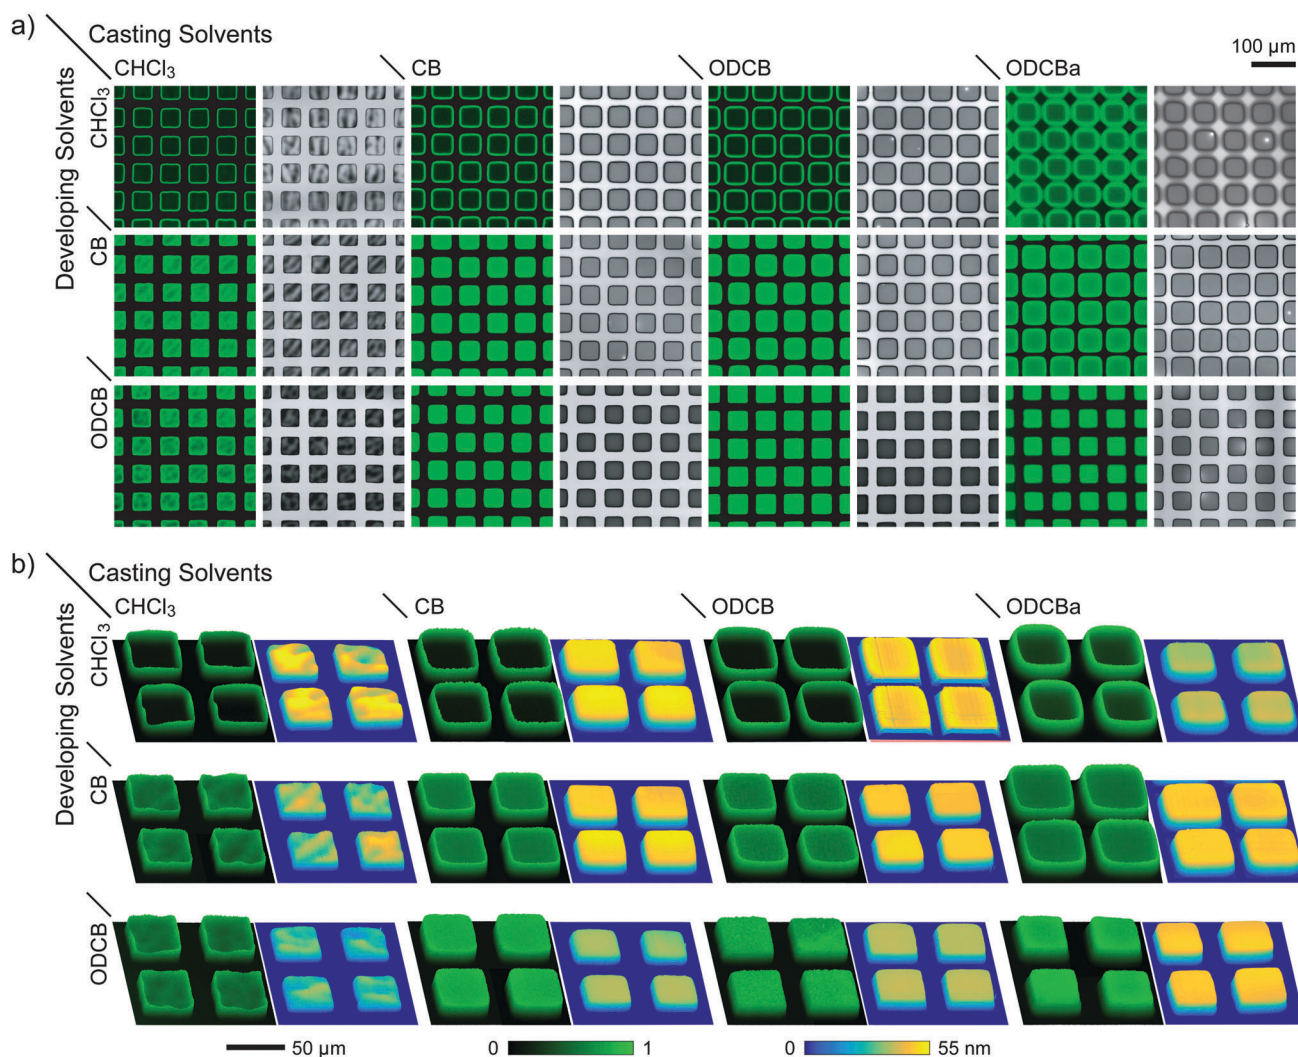 a)
Casting Solvents
Developing Solvents
CHCl₃
CB
ODCB
ODCBa
100 µm
CHCl₃
CB
ODCB
b)
Casting Solvents
Developing Solvents
CHCl₃
CB
ODCB
ODCBa
CHCl₃
CB
ODCB
50 µm
0
1
0
55 nm